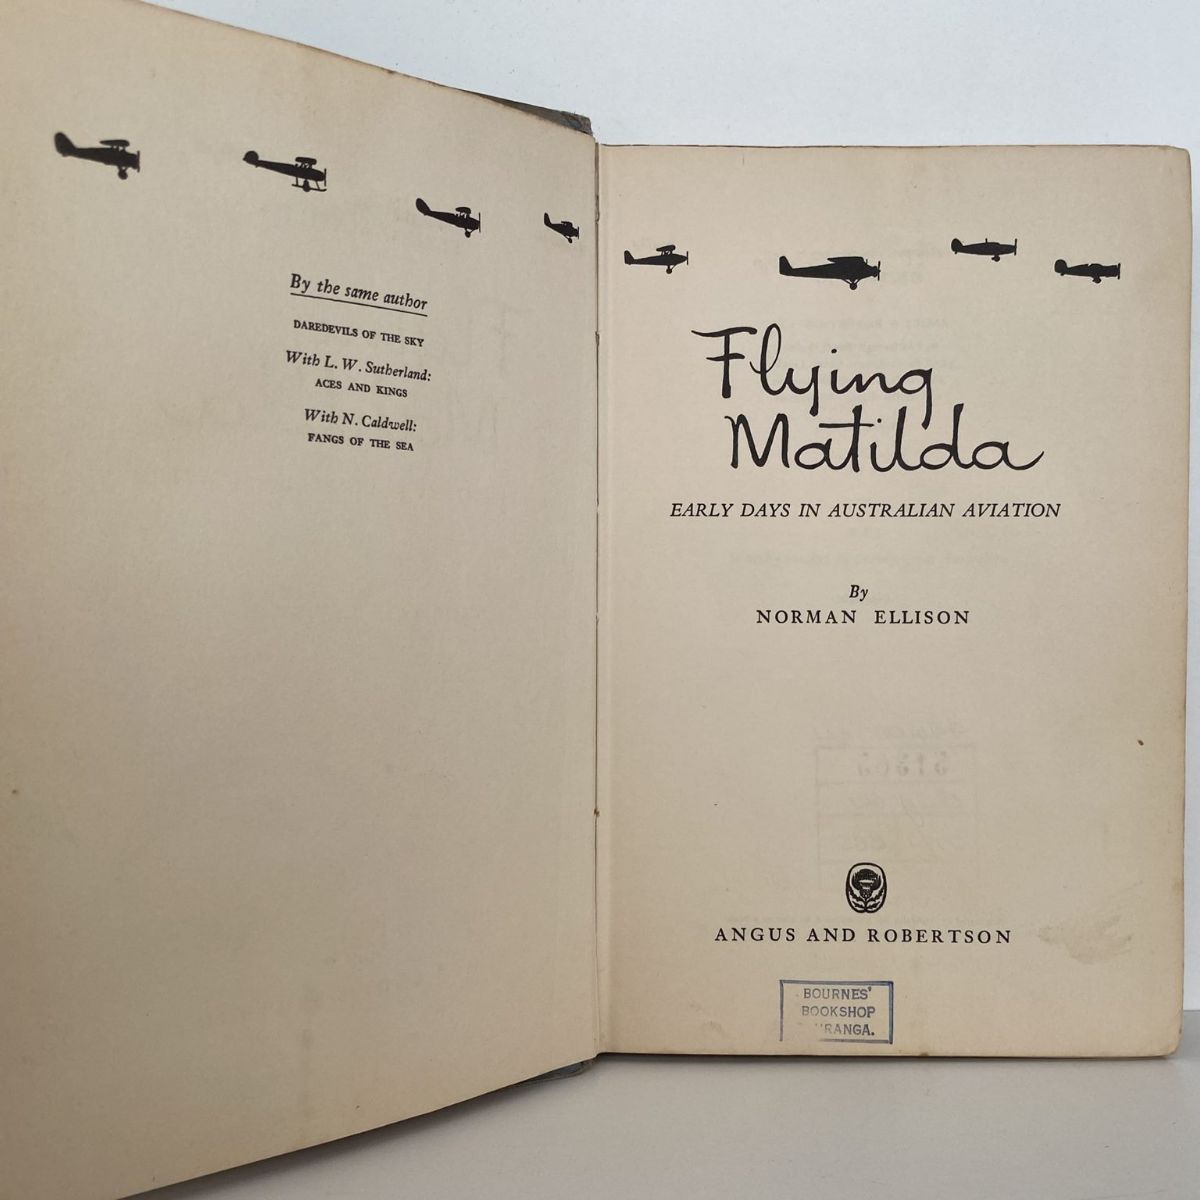 By the same author
DAREDEVILS OF THE SKY
With L. W. Sutherland:
ACES AND KINGS
With N. Caldwell:
FANGS OF THE SEA
Flying
Matilda
EARLY DAYS IN AUSTRALIAN AVIATION
By
NORMAN ELLISON
ANGUS AND ROBERTSON
BOURNES'
BOOKSHOP